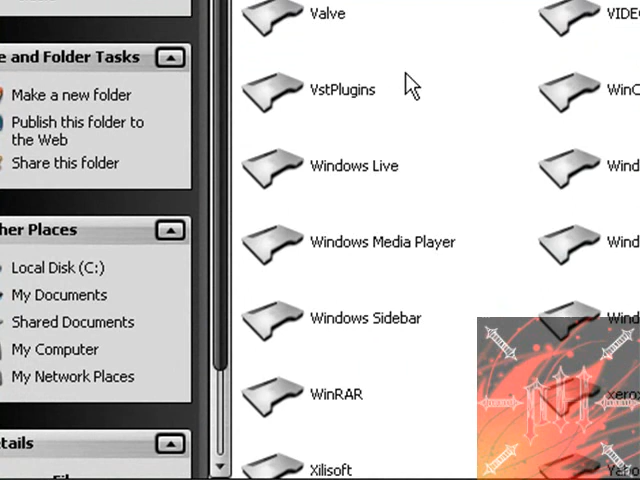 e and Folder Tasks
Make a new folder
Publish this folder to
the Web
Share this folder
her Places
Local Disk (C:)
My Documents
Shared Documents
My Computer
My Network Places
etails
Valve
VstPlugins
Windows Live
Windows Media Player
Windows Sidebar
WinRAR
Xilisoft
VIDE
WinC
Wind
Wind
Wind
xerox